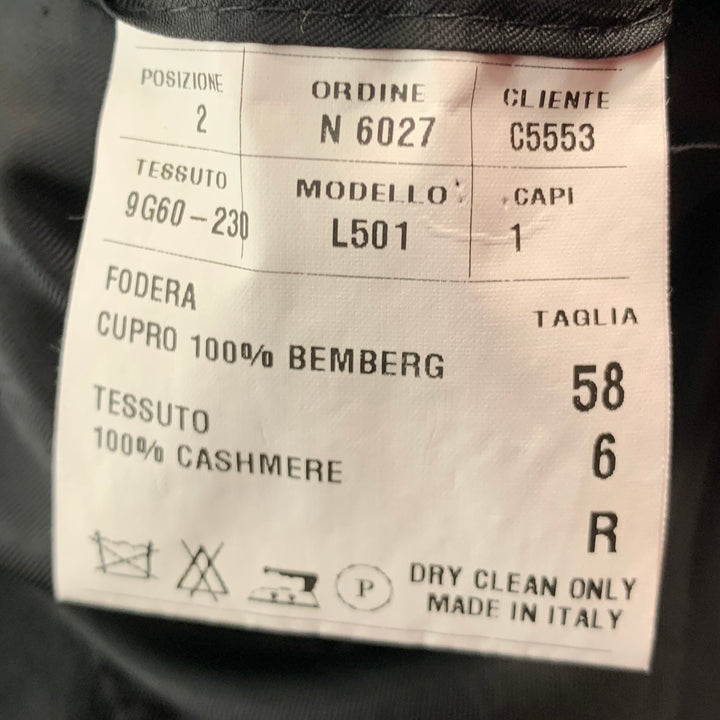 POSIZIONE ORDINE CLIENTE
2 N 6027 C5553
TESSUTO MODELLO CAPI
9G60-230 L501 1
FODERA
CUPRO 100% BEMBERG
TESSUTO
100% CASHMERE
TAGLIA
58
6
R
P
DRY CLEAN ONLY
MADE IN ITALY